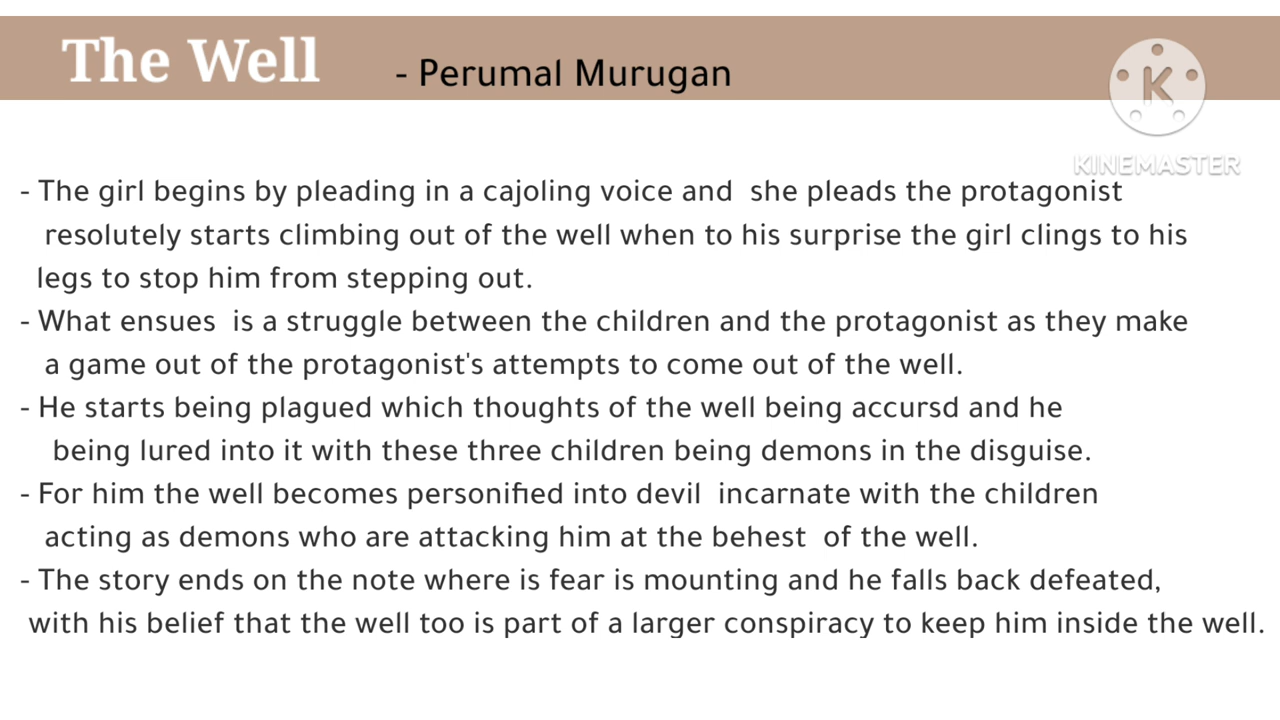 The Well - Perumal Murugan
K
KINEMASTER
- The girl begins by pleading in a cajoling voice and she pleads the protagonist
resolutely starts climbing out of the well when to his surprise the girl clings to his
legs to stop him from stepping out.
- What ensues is a struggle between the children and the protagonist as they make
a game out of the protagonist's attempts to come out of the well.
- He starts being plagued which thoughts of the well being accursd and he
being lured into it with these three children being demons in the disguise.
- For him the well becomes personified into devil incarnate with the children
acting as demons who are attacking him at the behest of the well.
- The story ends on the note where is fear is mounting and he falls back defeated,
with his belief that the well too is part of a larger conspiracy to keep him inside the well.